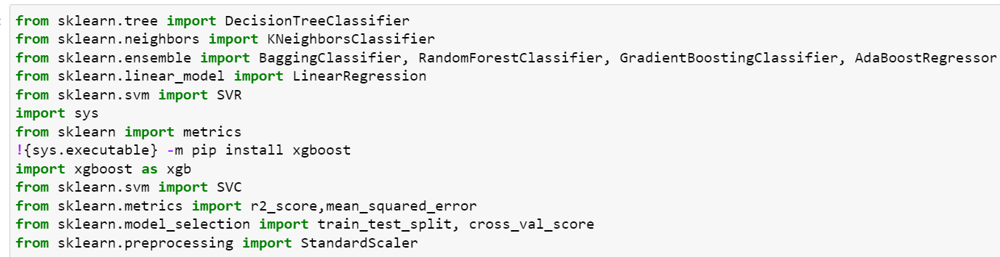 from sklearn.tree import DecisionTreeClassifier
from sklearn.neighbors import KNeighborsClassifier
from sklearn.ensemble import BaggingClassifier, RandomForestClassifier, GradientBoostingClassifier, AdaBoostRegressor
from sklearn.linear_model import LinearRegression
from sklearn.svm import SVR
import sys
from sklearn import metrics
!{sys.executable} -m pip install xgboost
import xgboost as xgb
from sklearn.svm import SVC
from sklearn.metrics import r2_score,mean_squared_error
from sklearn.model_selection import train_test_split, cross_val_score
from sklearn.preprocessing import StandardScaler